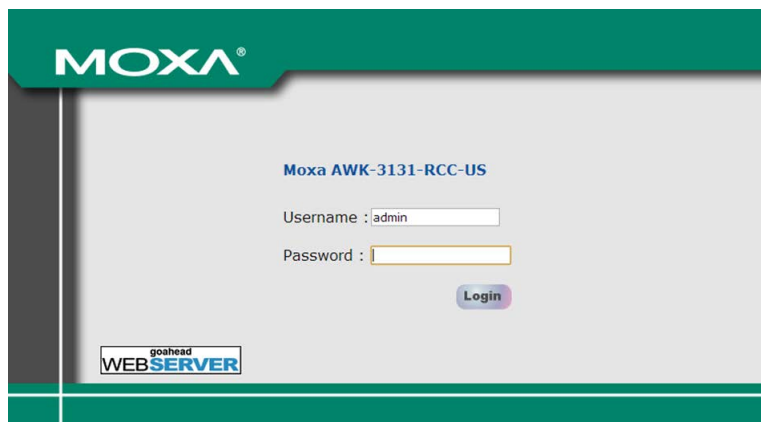 MOXA®
Moxa AWK-3131-RCC-US
Username : admin
Password :
Login
goahead
WEBSERVER